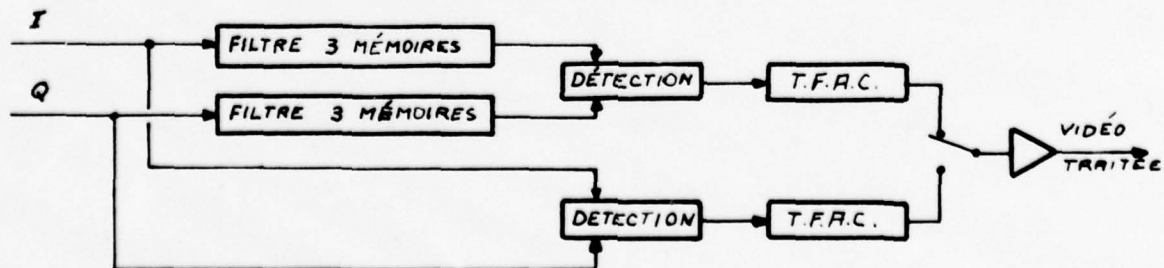 I
FILTRE 3 MÉMOIRES
Q
FILTRE 3 MÉMOIRES
DÉTECTION
T.F.A.C.
VIDÉO
TRAITÉE
DETECTION
T.F.A.C.